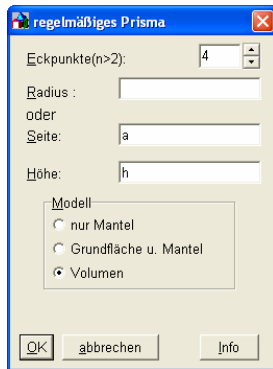 regelmäßiges Prisma
Eckpunkte(n>2): 4
Radius :
oder
Seite: a
Höhe: h
Modell
nur Mantel
Grundfläche u. Mantel
Volumen
OK abbrechen Info